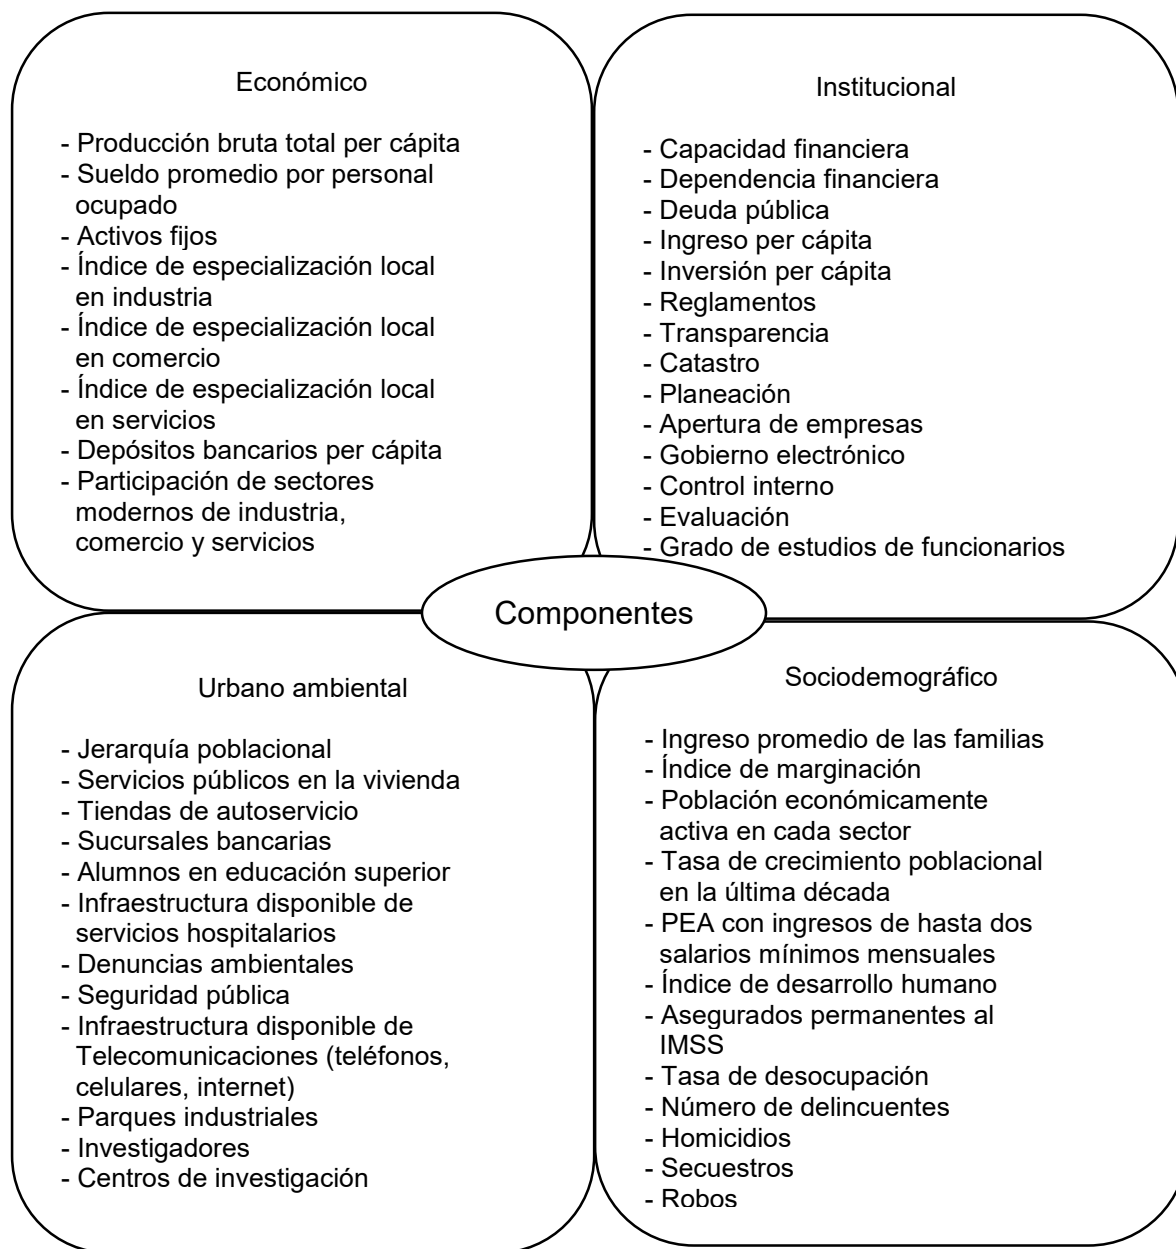 Económico
- Producción bruta total per cápita
- Sueldo promedio por personal
ocupado
- Activos fijos
- Índice de especialización local
en industria
- Índice de especialización local
en comercio
- Índice de especialización local
en servicios
- Depósitos bancarios per cápita
- Participación de sectores
modernos de industria,
comercio y servicios
Institucional
- Capacidad financiera
- Dependencia financiera
- Deuda pública
- Ingreso per cápita
- Inversión per cápita
- Reglamentos
- Transparencia
- Catastro
- Planeación
- Apertura de empresas
- Gobierno electrónico
- Control interno
- Evaluación
- Grado de estudios de funcionarios
Componentes
Urbano ambiental
- Jerarquía poblacional
- Servicios públicos en la vivienda
- Tiendas de autoservicio
- Sucursales bancarias
- Alumnos en educación superior
- Infraestructura disponible de
servicios hospitalarios
- Denuncias ambientales
- Seguridad pública
- Infraestructura disponible de
Telecomunicaciones (teléfonos,
celulares, internet)
- Parques industriales
- Investigadores
- Centros de investigación
Sociodemográfico
- Ingreso promedio de las familias
- Índice de marginación
- Población económicamente
activa en cada sector
- Tasa de crecimiento poblacional
en la última década
- PEA con ingresos de hasta dos
salarios mínimos mensuales
- Índice de desarrollo humano
- Asegurados permanentes al
IMSS
- Tasa de desocupación
- Número de delincuentes
- Homicidios
- Secuestros
- Robos